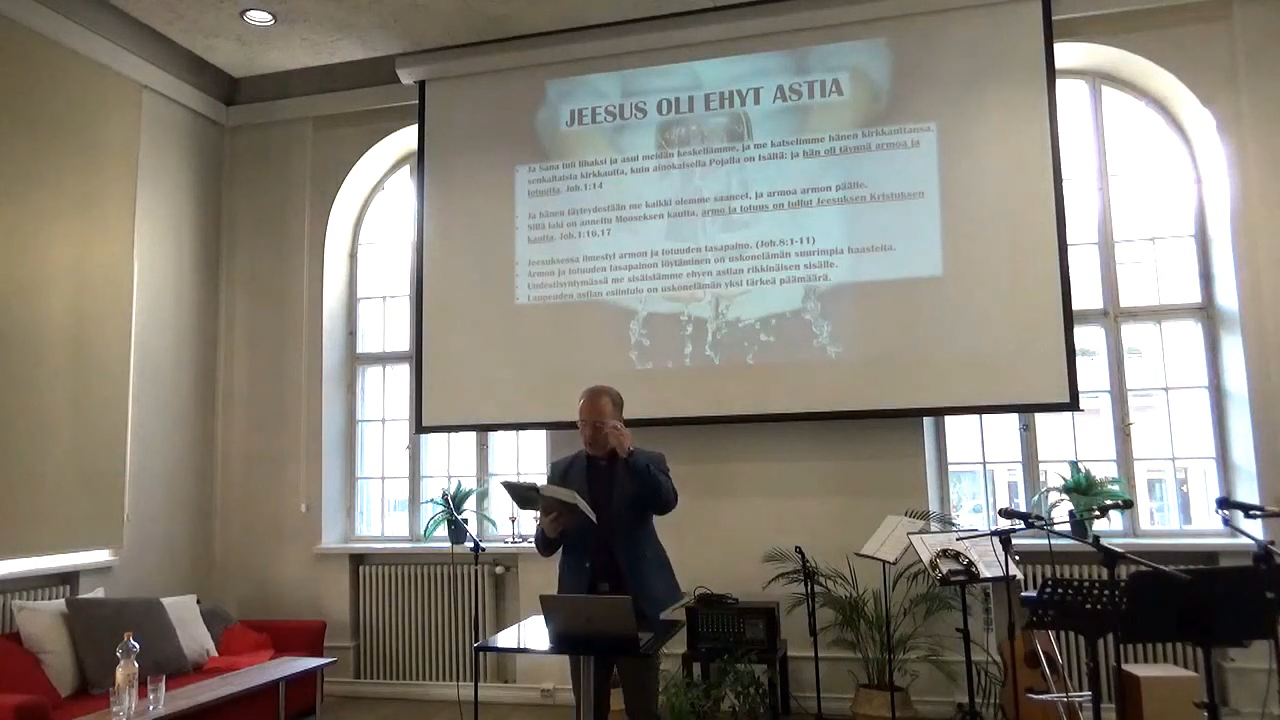 JEESUS OLI EHYT ASTIA
- Ja Sana tuli lihaksi ja asui meidän keskellämme, ja me katselimme hänen kirkkauttansa,
senkaltaista kirkkautta, kuin ainokaisella Pojalla on Isältä; ja hän oli täynnä armoa ja
totuutta. Joh.1:14
- Ja hänen täyteydestään me kaikki olemme saaneet, ja armoa armon päälle.
- Sillä laki on annettu Mooseksen kautta, armo ja totuus on tullut Jeesuksen Kristuksen
kautta. Joh.1:16,17
- Jeesuksessa ilmestyi armon ja totuuden tasapaino. (Joh.8:1-11)
- Armon ja totuuden tasapainon löytäminen on uskonelämän suurimpia haasteita.
- Uudestisyntymässä me sisäistämme ehyen astian rikkinäisen sisälle.
- Laupeuden astian esiintulo on uskonelämän yksi tärkeä päämäärä.